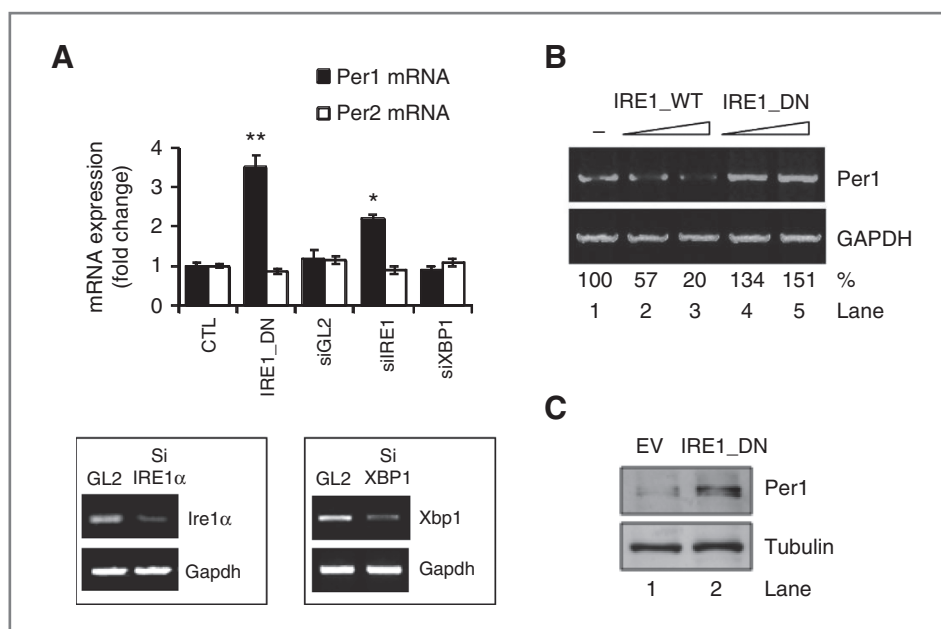 A
Per1 mRNA
Per2 mRNA
mRNA expression
(fold change)
4
3
2
1
0
**
*
CTL
IRE1_DN
siGL2
siIRE1
siXBP1
Si
GL2 IRE1α
Ire1α
Gapdh
Si
GL2 XBP1
Xbp1
Gapdh
B
IRE1_WT IRE1_DN
–
Per1
GAPDH
100 57 20 134 151 %
1 2 3 4 5 Lane
C
EV IRE1_DN
Per1
Tubulin
1 2 Lane